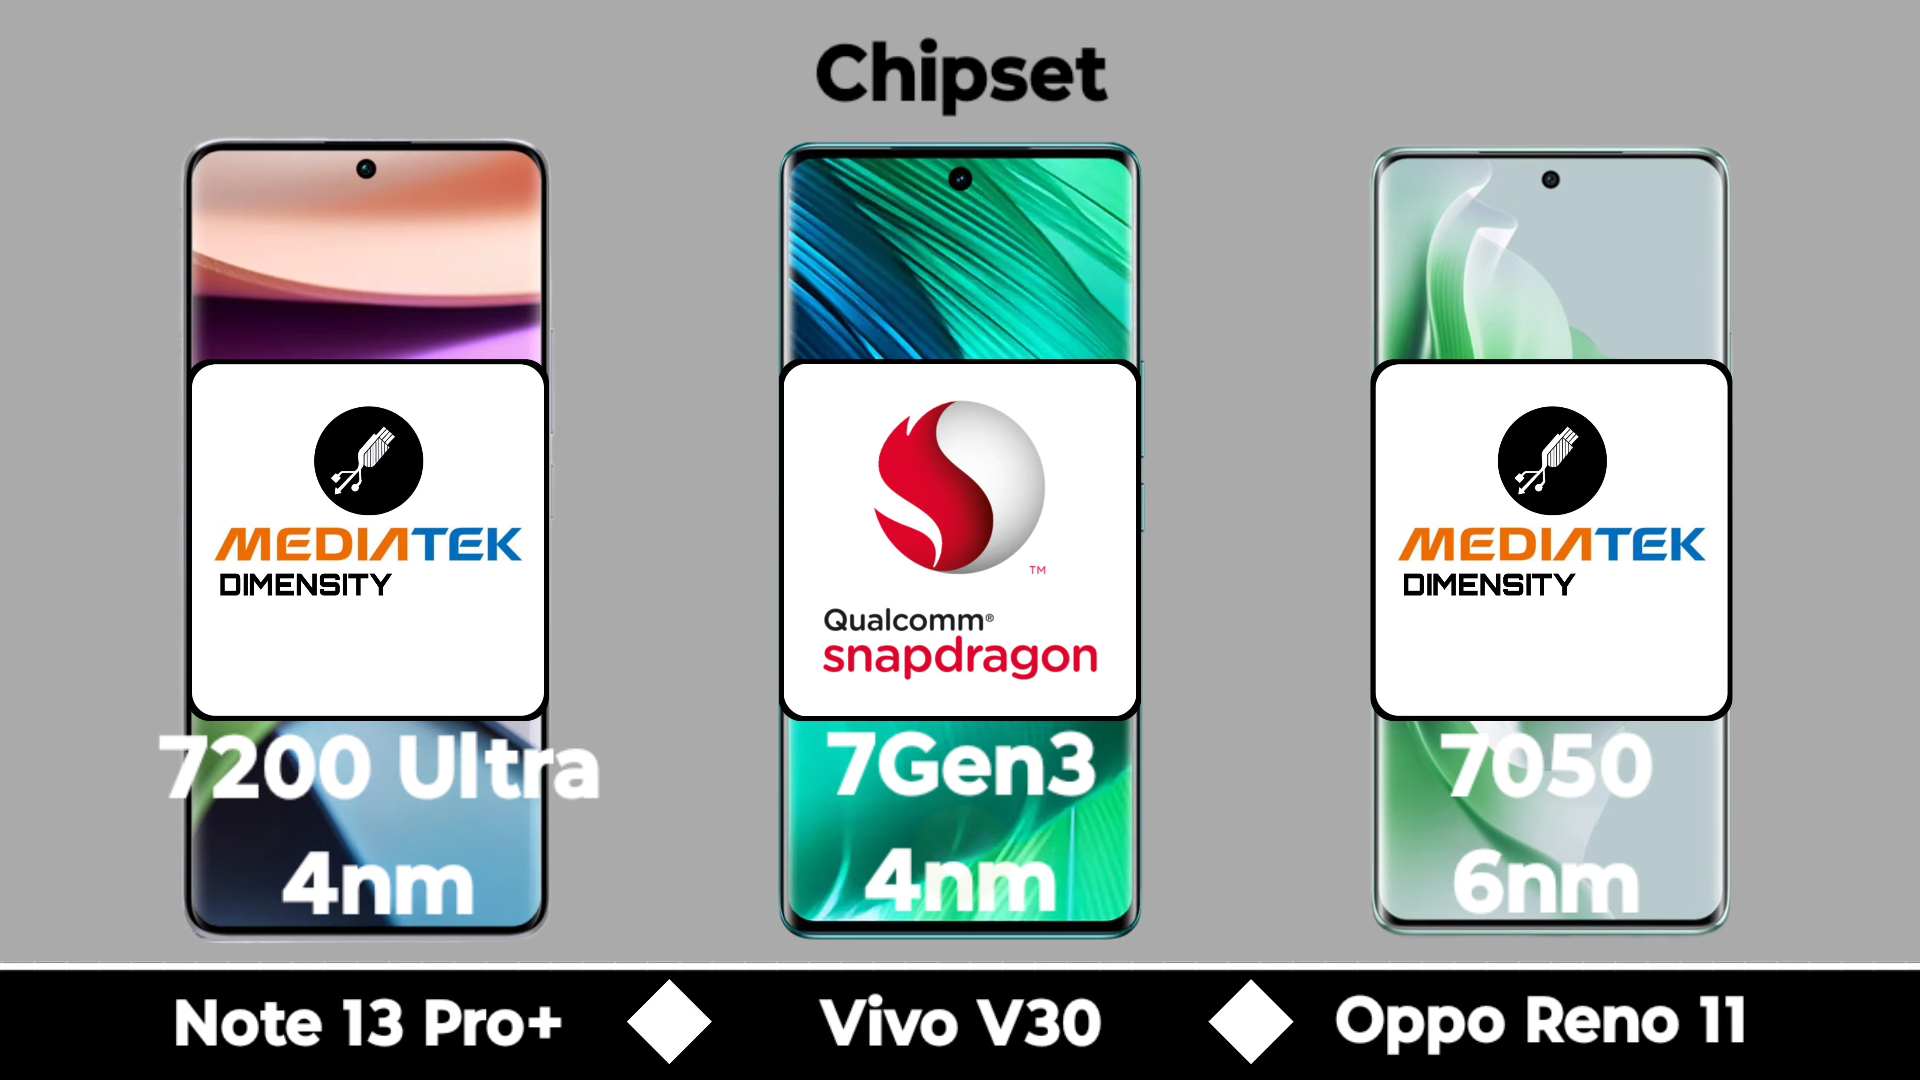 Chipset
MEDIATEK
DIMENSITY
7200 Ultra
4nm
TM
Qualcomm®
snapdragon
7Gen3
4nm
MEDIATEK
DIMENSITY
7050
6nm
Note 13 Pro+
Vivo V30
Oppo Reno 11